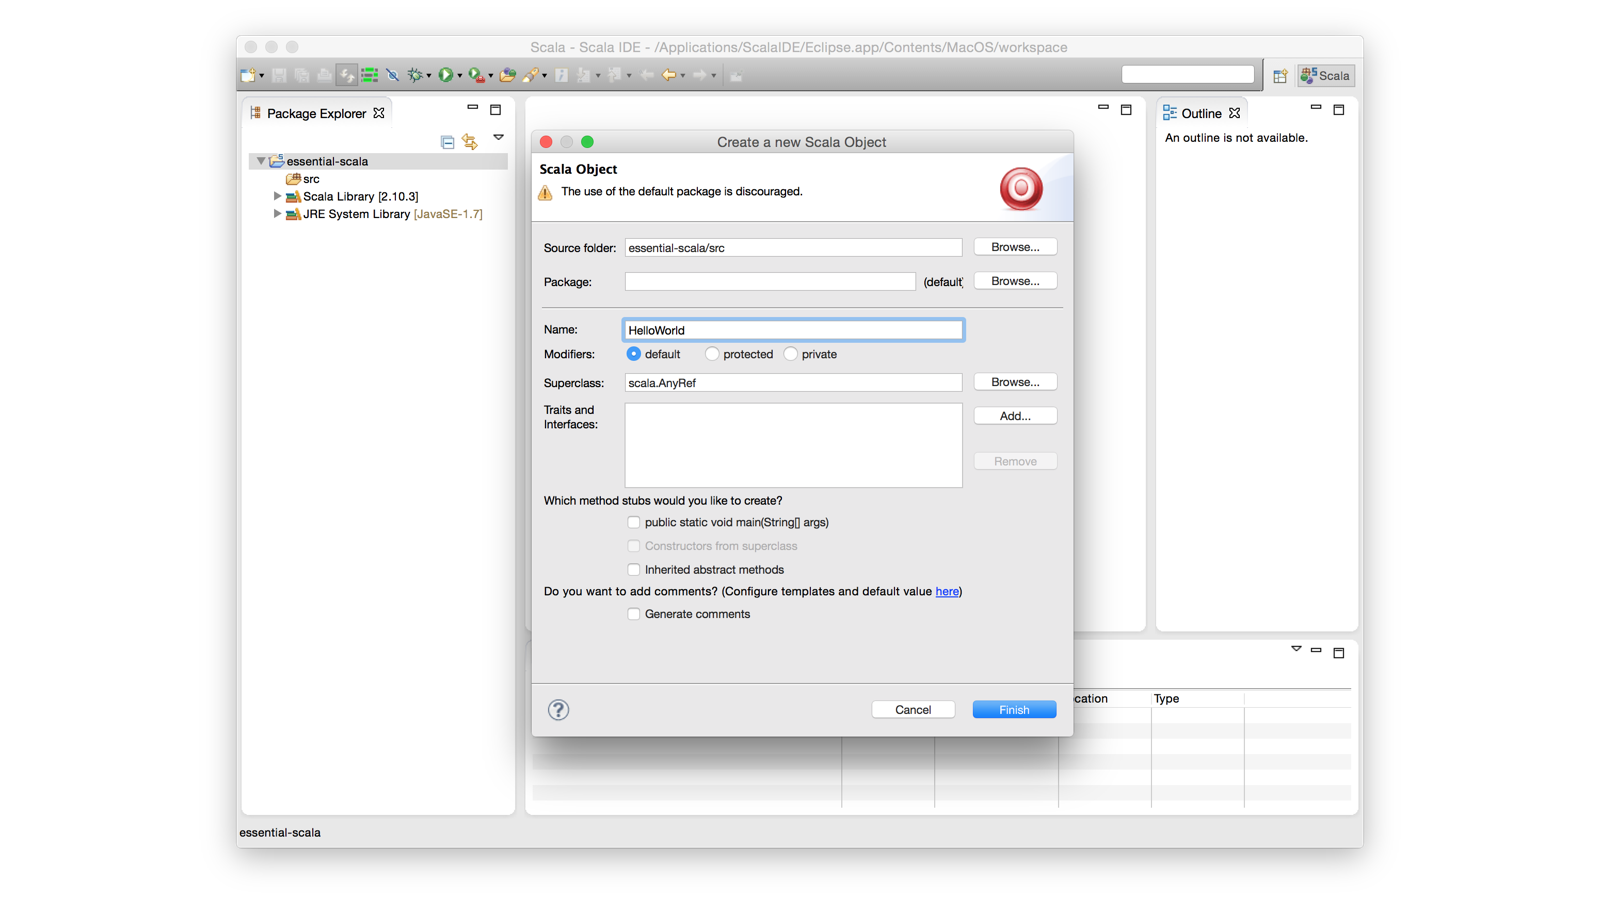 Scala - Scala IDE - /Applications/ScalaIDE/Eclipse.app/Contents/MacOS/workspace
Scala
Package Explorer
essential-scala
src
Scala Library [2.10.3]
JRE System Library [JavaSE-1.7]
Outline
An outline is not available.
Create a new Scala Object
Scala Object
The use of the default package is discouraged.
Source folder: essential-scala/src Browse...
Package: (default) Browse...
Name: HelloWorld
Modifiers: default protected private
Superclass: scala.AnyRef Browse...
Traits and
Interfaces:
Add...
Remove
Which method stubs would you like to create?
public static void main(String[] args)
Constructors from superclass
Inherited abstract methods
Do you want to add comments? (Configure templates and default value here)
Generate comments
? Cancel Finish
cation Type
essential-scala